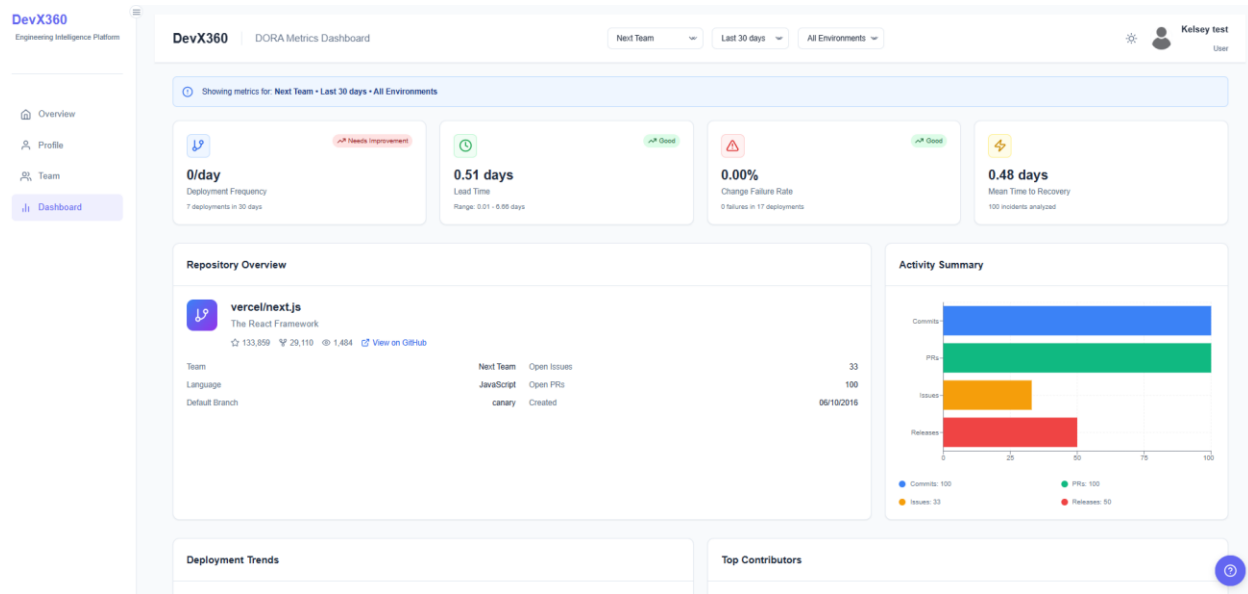 DevX360
Engineering Intelligence Platform
Overview
Profile
Team
Dashboard
DevX360 DORA Metrics Dashboard
Next Team Last 30 days All Environments
Kelsey test
User
Showing metrics for: Next Team • Last 30 days • All Environments
Needs Improvement
0/day
Deployment Frequency
7 deployments in 30 days
Good
0.51 days
Lead Time
Range: 0.01 - 6.66 days
Good
0.00%
Change Failure Rate
0 failures in 17 deployments
0.48 days
Mean Time to Recovery
100 incidents analyzed
Repository Overview
vercel/next.js
The React Framework
133,859 29,110 1,484 View on GitHub
Team Next Team Open Issues 33
Language JavaScript Open PRs 100
Default Branch canary Created 06/10/2016
Activity Summary
Commits
PRs
Issues
Releases
0 25 50 75 100
Commits: 100 PRs: 100
Issues: 33 Releases: 50
Deployment Trends
Top Contributors